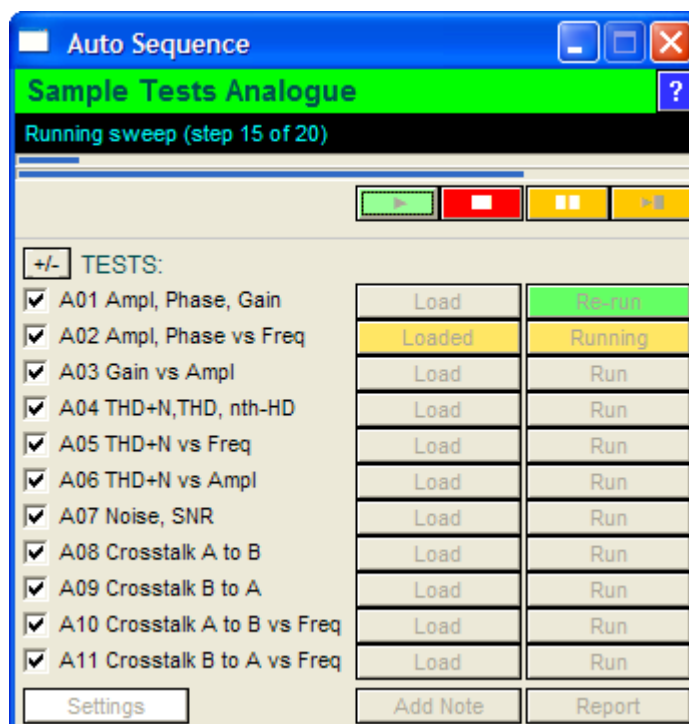 Auto Sequence
Sample Tests Analogue ?
Running sweep (step 15 of 20)
+/- TESTS:
A01 Ampl, Phase, Gain Load Re-run
A02 Ampl, Phase vs Freq Loaded Running
A03 Gain vs Ampl Load Run
A04 THD+N,THD, nth-HD Load Run
A05 THD+N vs Freq Load Run
A06 THD+N vs Ampl Load Run
A07 Noise, SNR Load Run
A08 Crosstalk A to B Load Run
A09 Crosstalk B to A Load Run
A10 Crosstalk A to B vs Freq Load Run
A11 Crosstalk B to A vs Freq Load Run
Settings Add Note Report